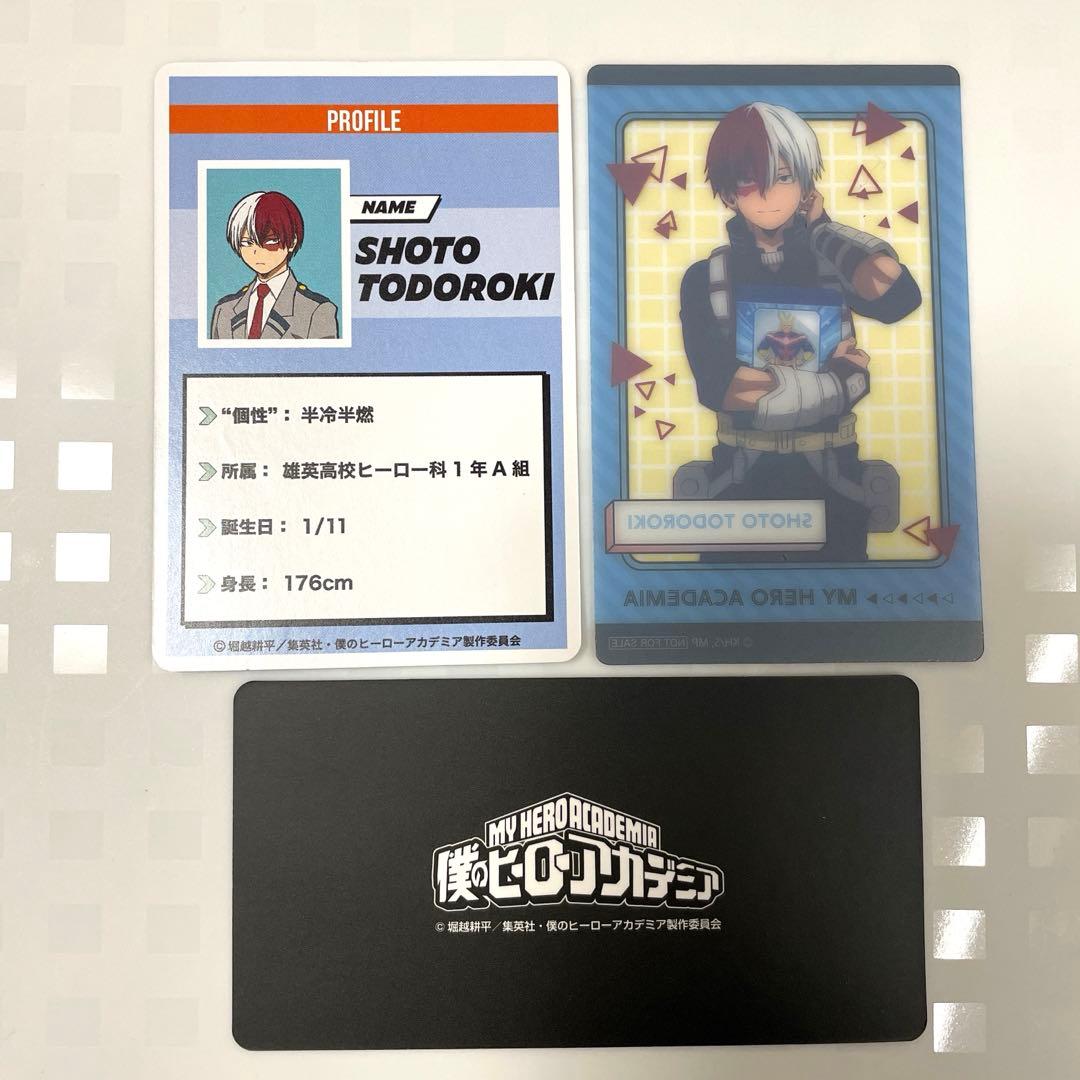 PROFILE
NAME
SHOTO
TODOROKI
“個性”： 半冷半燃
所属： 雄英高校ヒーロー科1年A組
誕生日： 1/11
身長： 176cm
©堀越耕平／集英社・僕のヒーローアカデミア製作委員会
SHOTO TODOROKI
MY HERO ACADEMIA
© KH/S, MP NOT FOR SALE
MY HERO ACADEMIA
僕のヒーローアカデミア
© 堀越耕平／集英社・僕のヒーローアカデミア製作委員会